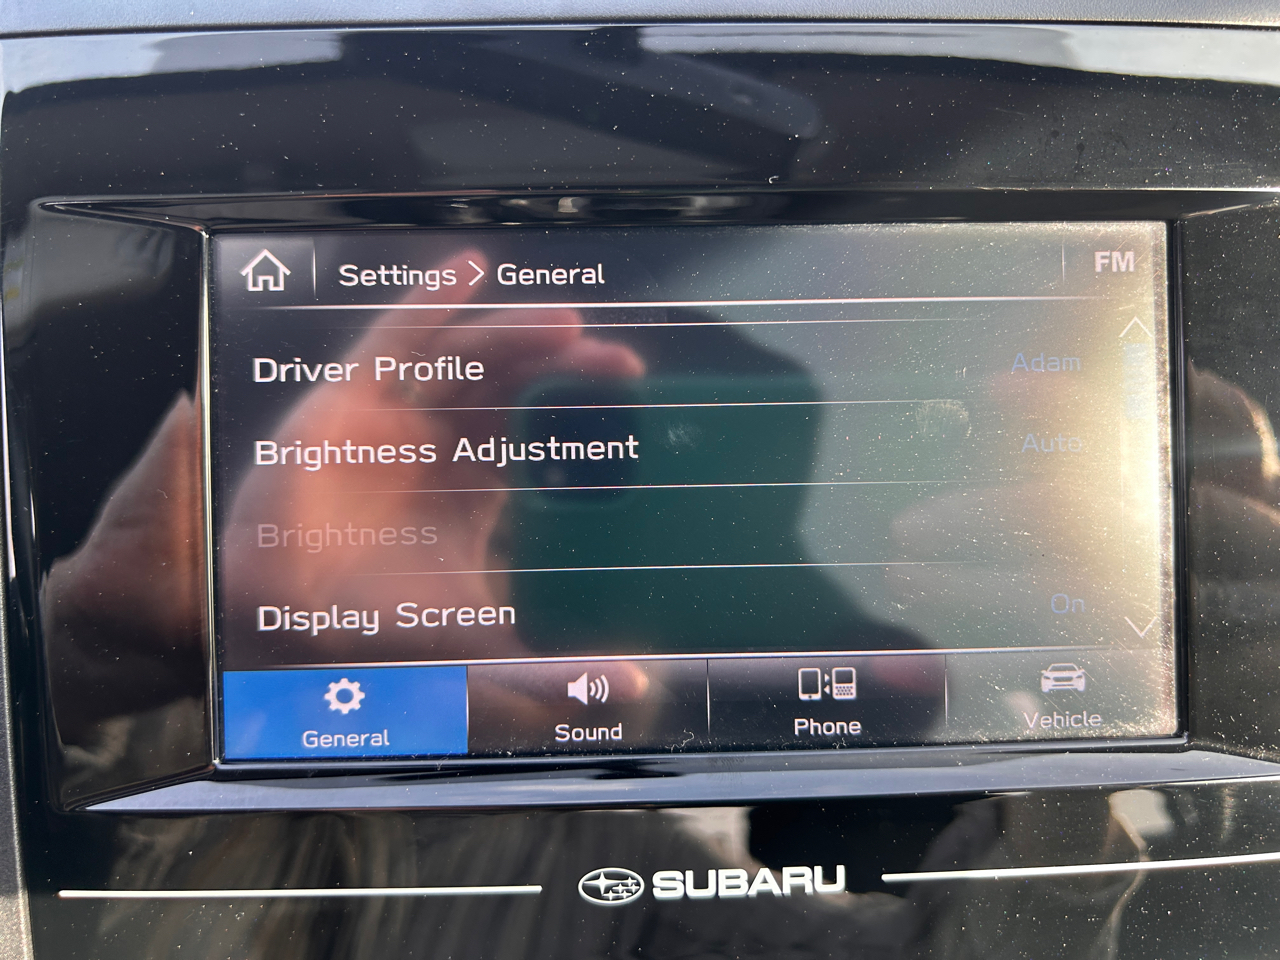 Settings > General
FM
Driver Profile Adam
Brightness Adjustment Auto
Brightness
Display Screen On
General Sound Phone Vehicle
SUBARU